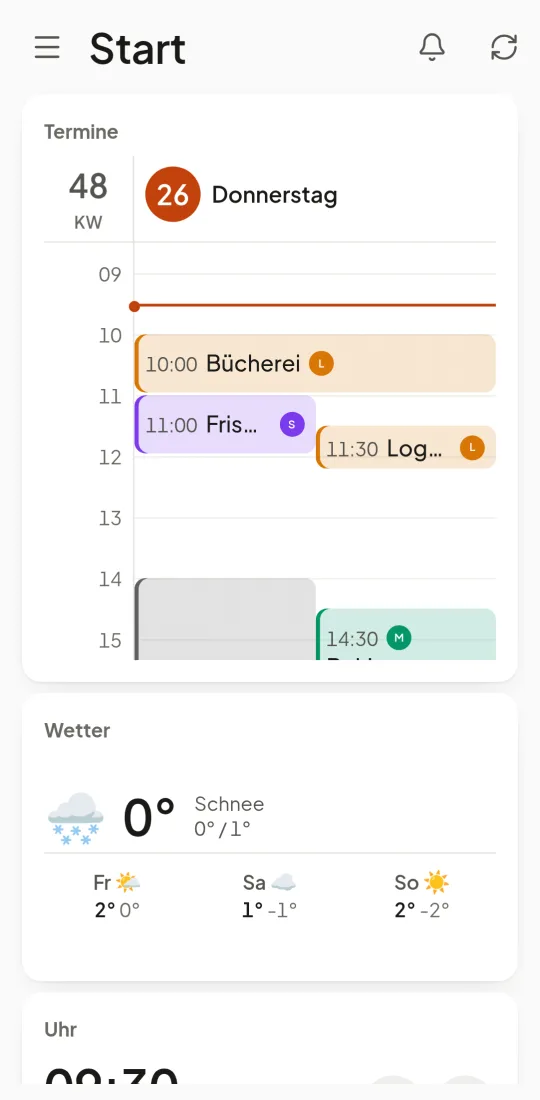 Start
Termine
48
KW
26 Donnerstag
09
10
10:00 Bücherei L
11
11:00 Fris... S
11:30 Log... L
12
13
14
14:30 M
15
Wetter
0°
Schnee
0°/1°
Fr
2° 0°
Sa
1° -1°
So
2° -2°
Uhr
09:30